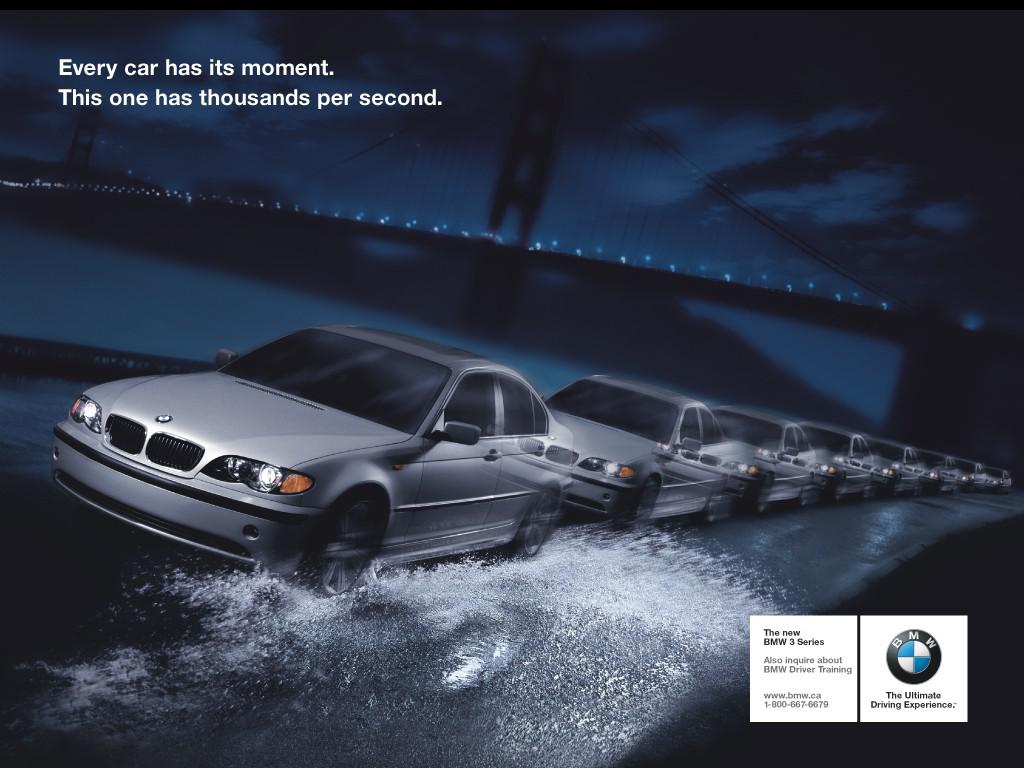 Every car has its moment.
This one has thousands per second.
The new
BMW 3 Series
Also inquire about
BMW Driver Training
www.bmw.ca
1-800-667-6679
BMW
The Ultimate
Driving Experience.™